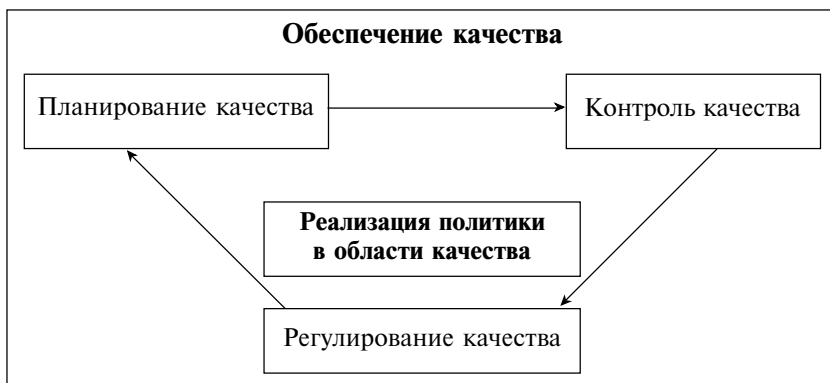 Обеспечение качества
Планирование качества
Контроль качества
Реализация политики
в области качества
Регулирование качества